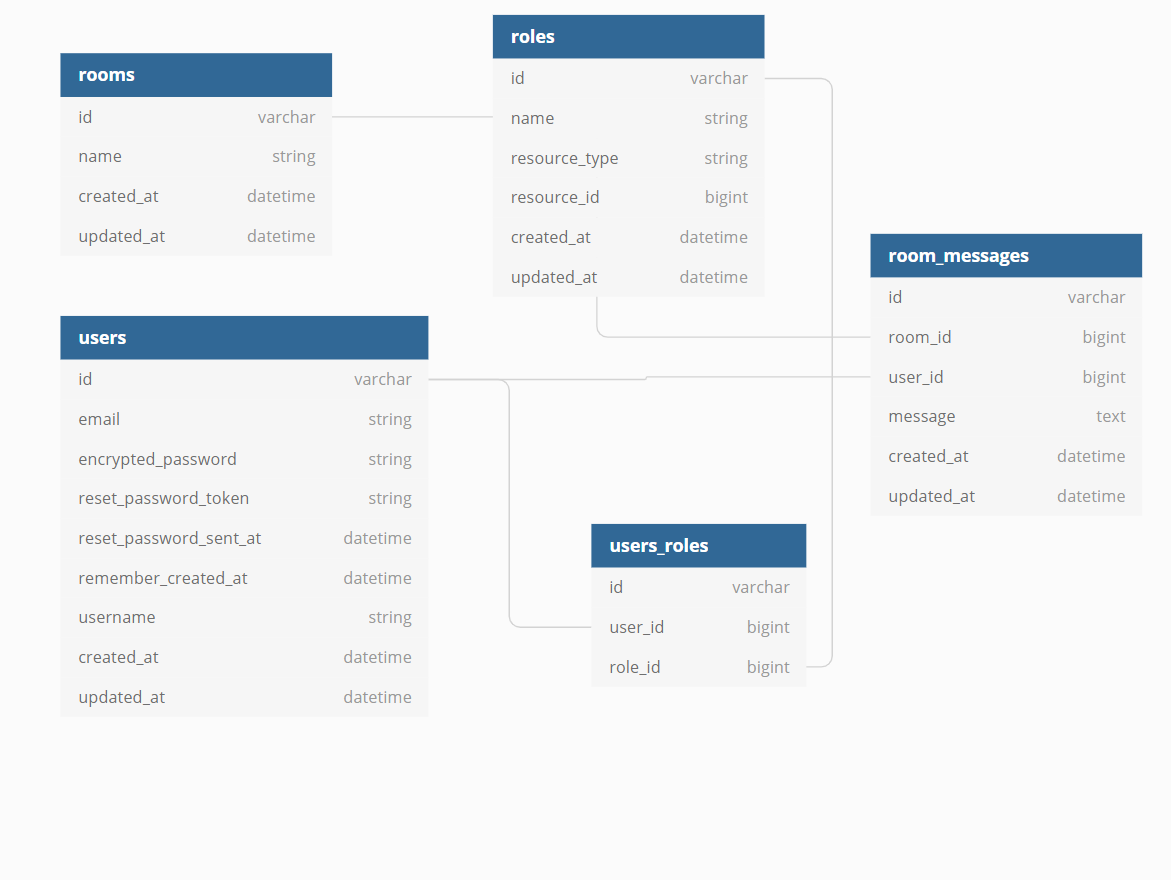 rooms
id varchar
name string
created_at datetime
updated_at datetime
roles
id varchar
name string
resource_type string
resource_id bigint
created_at datetime
updated_at datetime
room_messages
id varchar
room_id bigint
user_id bigint
message text
created_at datetime
updated_at datetime
users
id varchar
email string
encrypted_password string
reset_password_token string
reset_password_sent_at datetime
remember_created_at datetime
username string
created_at datetime
updated_at datetime
users_roles
id varchar
user_id bigint
role_id bigint